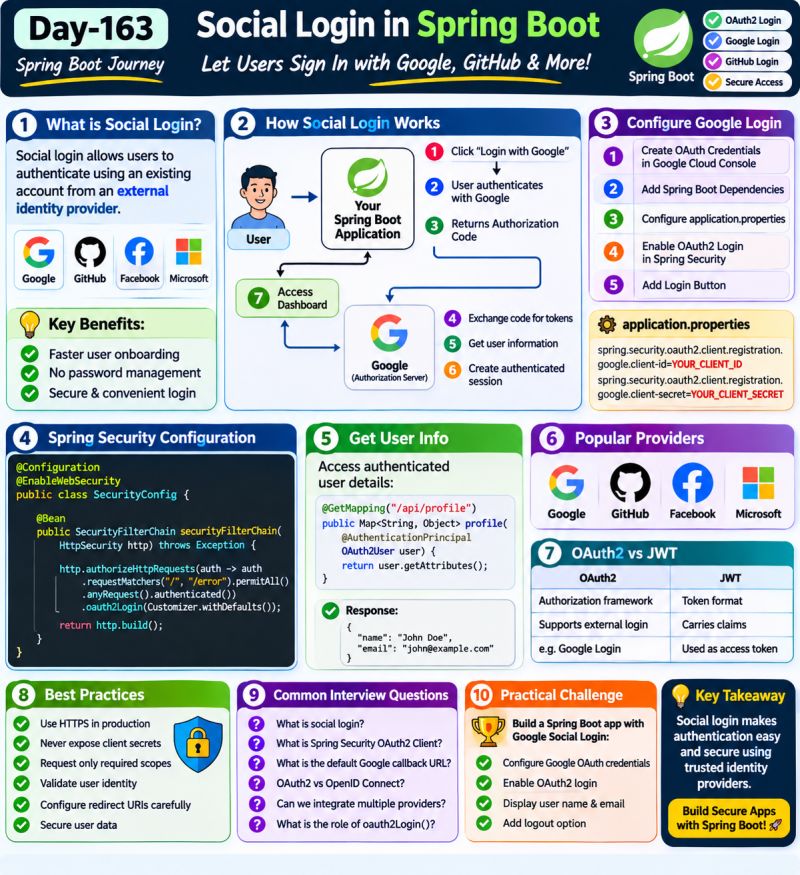 Day-163
Spring Boot Journey
Social Login in Spring Boot
Let Users Sign In with Google, GitHub & More!
Spring Boot
OAuth2 Login
Google Login
GitHub Login
Secure Access
1 What is Social Login?
Social login allows users to
authenticate using an existing
account from an external
identity provider.
Google
GitHub
Facebook
Microsoft
Key Benefits:
Faster user onboarding
No password management
Secure & convenient login
2 How Social Login Works
User
Your
Spring Boot
Application
1 Click “Login with Google”
2 User authenticates
with Google
3 Returns Authorization
Code
7 Access
Dashboard
Google
(Authorization Server)
4 Exchange code for tokens
5 Get user information
6 Create authenticated
session
3 Configure Google Login
1 Create OAuth Credentials
in Google Cloud Console
2 Add Spring Boot Dependencies
3 Configure application.properties
4 Enable OAuth2 Login
in Spring Security
5 Add Login Button
application.properties
spring.security.oauth2.client.registration.
google.client-id=YOUR_CLIENT_ID
spring.security.oauth2.client.registration.
google.client-secret=YOUR_CLIENT_SECRET
4 Spring Security Configuration
@Configuration
@EnableWebSecurity
public class SecurityConfig {
@Bean
public SecurityFilterChain securityFilterChain(
HttpSecurity http) throws Exception {
http.authorizeHttpRequests(auth -> auth
.requestMatchers("/", "/error").permitAll()
.anyRequest().authenticated())
.oauth2Login(Customizer.withDefaults());
return http.build();
}
}
5 Get User Info
Access authenticated
user details:
@GetMapping("/api/profile")
public Map<String, Object> profile(
@AuthenticationPrincipal
OAuth2User user) {
return user.getAttributes();
}
Response:
{
"name": "John Doe",
"email": "john@example.com"
}
6 Popular Providers
Google
GitHub
Facebook
Microsoft
7 OAuth2 vs JWT
OAuth2 JWT
Authorization framework Token format
Supports external login Carries claims
e.g. Google Login Used as access token
8 Best Practices
Use HTTPS in production
Never expose client secrets
Request only required scopes
Validate user identity
Configure redirect URIs carefully
Secure user data
9 Common Interview Questions
? What is social login?
? What is Spring Security OAuth2 Client?
? What is the default Google callback URL?
? OAuth2 vs OpenID Connect?
? Can we integrate multiple providers?
? What is the role of oauth2Login()?
10 Practical Challenge
Build a Spring Boot app with
Google Social Login:
Configure Google OAuth credentials
Enable OAuth2 login
Display user name & email
Add logout option
Key Takeaway
Social login makes
authentication easy
and secure using
trusted identity
providers.
Build Secure Apps
with Spring Boot! 🚀